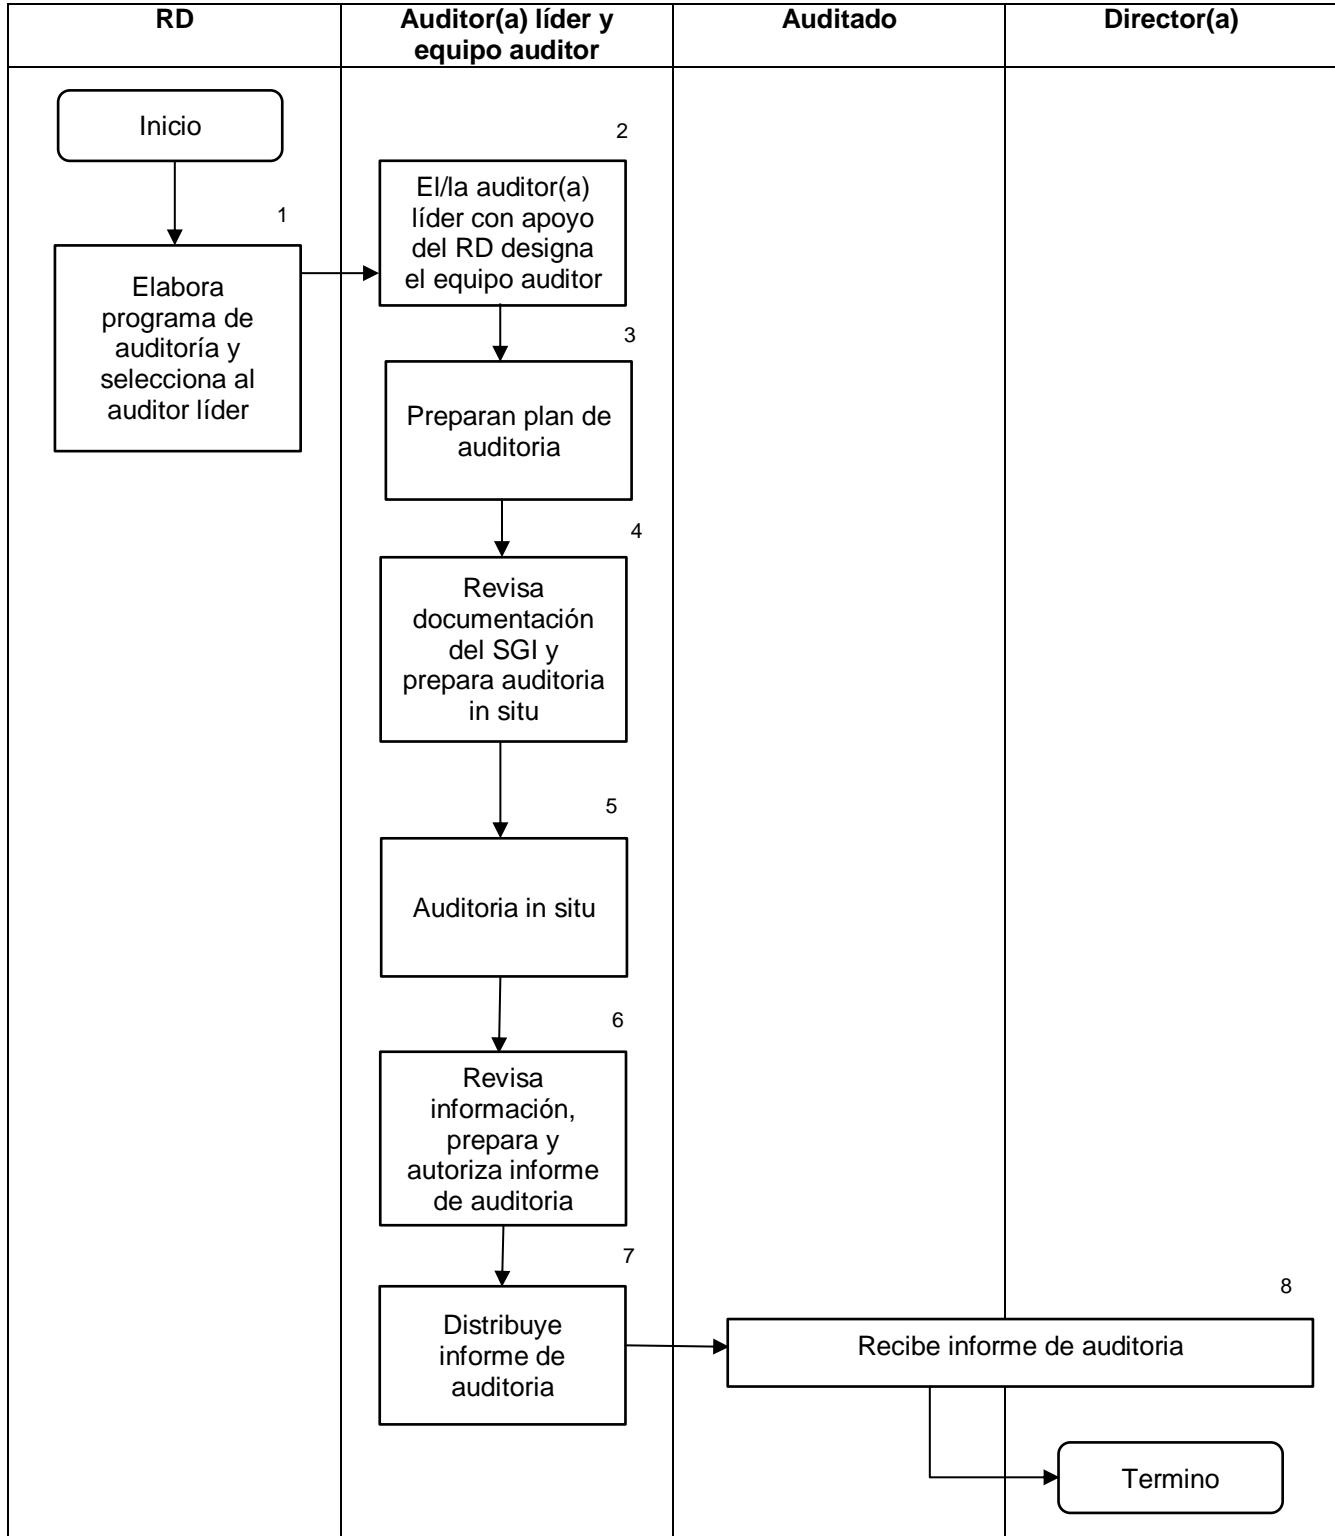 RD
Auditor(a) líder y
equipo auditor
Auditado
Director(a)
Inicio
1
Elabora
programa de
auditoría y
selecciona al
auditor líder
2
El/la auditor(a)
líder con apoyo
del RD designa
el equipo auditor
3
Preparan plan de
auditoria
4
Revisa
documentación
del SGI y
prepara auditoria
in situ
5
Auditoria in situ
6
Revisa
información,
prepara y
autoriza informe
de auditoria
7
Distribuye
informe de
auditoria
8
Recibe informe de auditoria
Termino